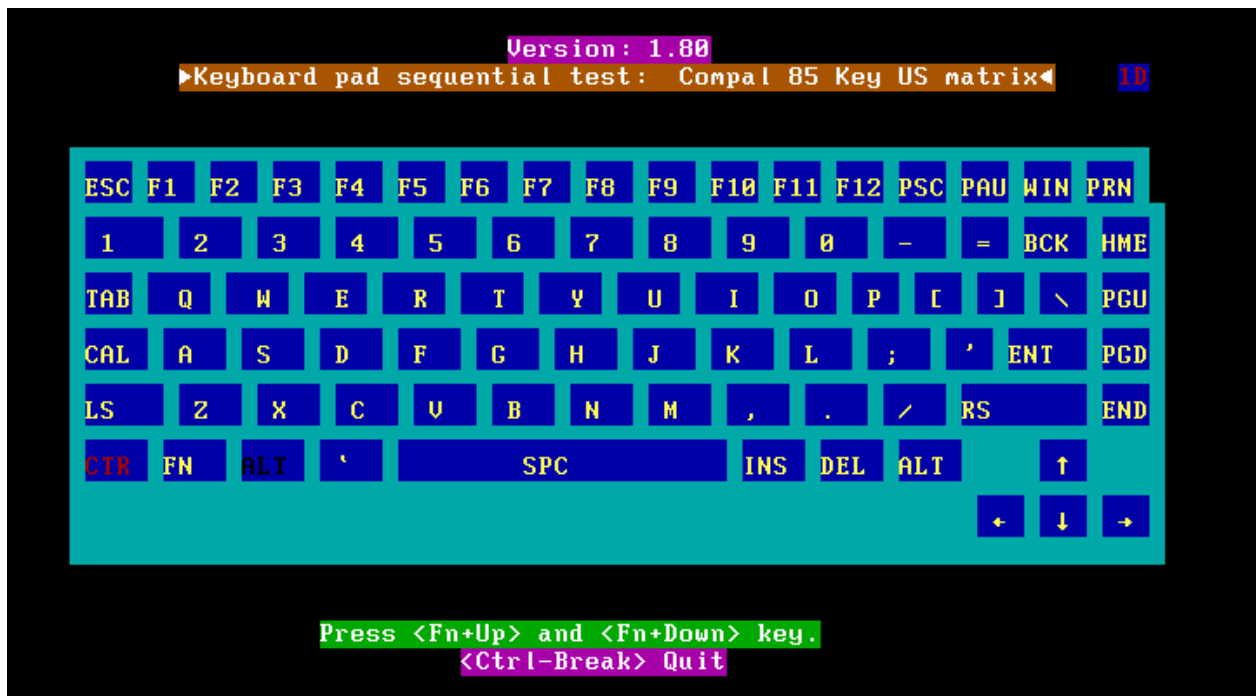 Version: 1.80
►Keyboard pad sequential test: Compal 85 Key US matrix◄ 1D
ESC F1 F2 F3 F4 F5 F6 F7 F8 F9 F10 F11 F12 PSC PAU WIN PRN
1 2 3 4 5 6 7 8 9 0 - = BCK HME
TAB Q W E R T Y U I O P [ ] \ PGU
CAL A S D F G H J K L ; ' ENT PGD
LS Z X C V B N M , . / RS END
CTR FN ALT ` SPC INS DEL ALT ↑
← ↓ →
Press <Fn+Up> and <Fn+Down> key.
<Ctrl-Break> Quit